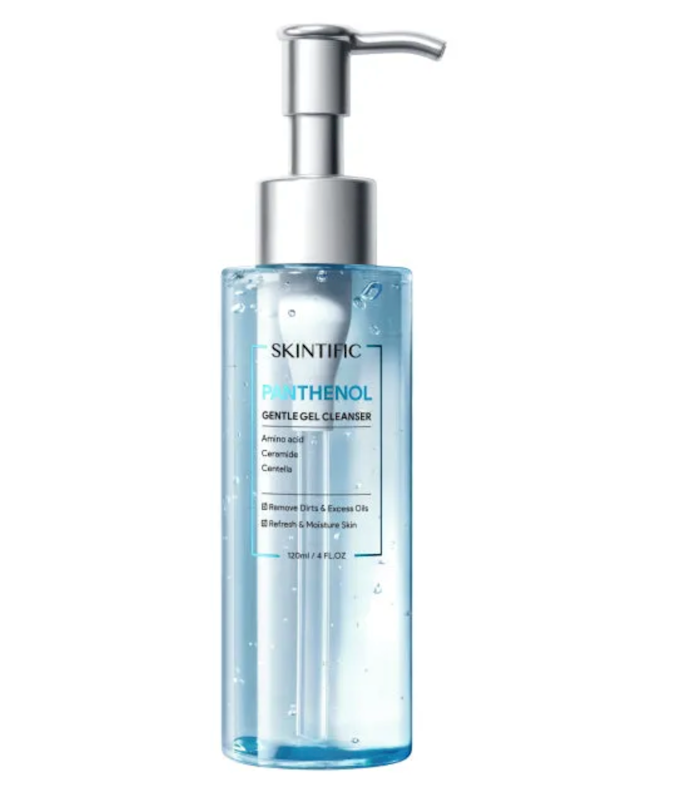 SKINTIFIC
PANTHENOL
GENTLE GEL CLEANSER
Amino acid
Ceramide
Centella
Remove Dirts & Excess Oils
Refresh & Moisture Skin
120ml / 4 FL.OZ